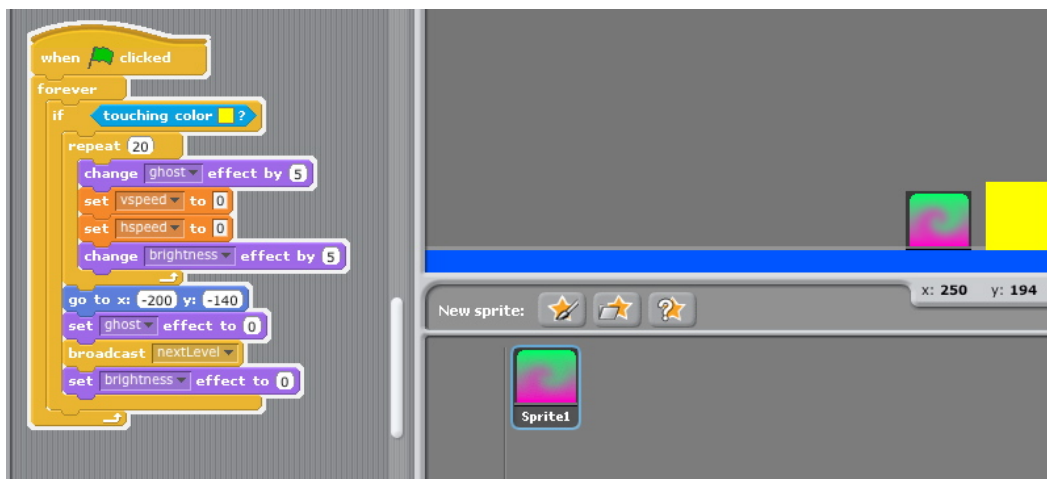 when clicked
forever
if touching color ?
repeat 20
change ghost effect by 5
set vspeed to 0
set hspeed to 0
change brightness effect by 5
go to x: -200 y: -140
set ghost effect to 0
broadcast nextLevel
set brightness effect to 0
x: 250 y: 194
New sprite:
Sprite1